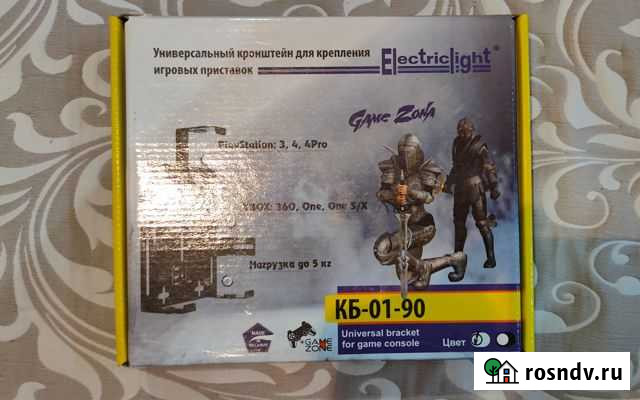 Универсальный кронштейн для крепления
игровых приставок
Electriclight®
GAME ZONA
PlayStation: 3, 4, 4Pro
XBOX: 360, One, One S/X
Нагрузка до 5 кг
КБ-01-90
Universal bracket
for game console
Цвет
GAME
ZONE
rosndv.ru